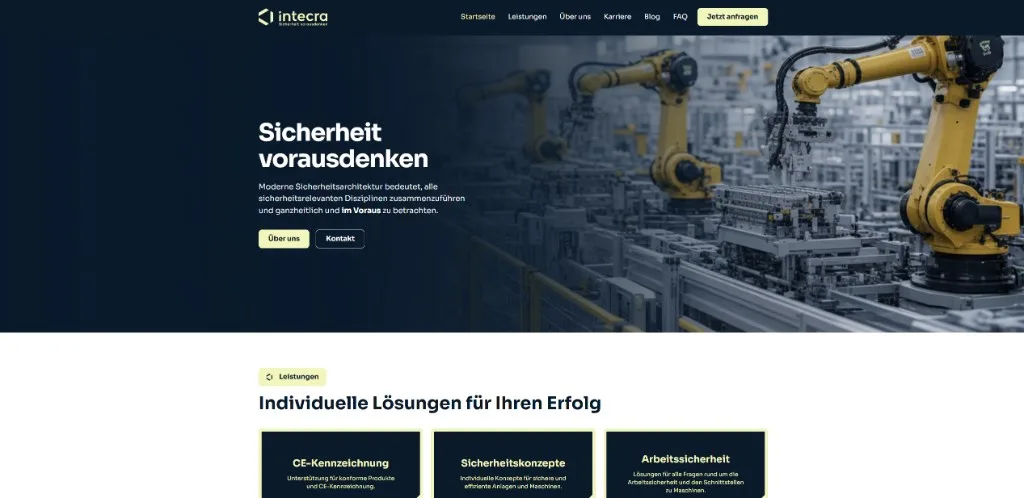 intecra
Sicherheit vorausdenken
Startseite
Leistungen
Über uns
Karriere
Blog
FAQ
Jetzt anfragen
Sicherheit
vorausdenken
Moderne Sicherheitsarchitektur bedeutet, alle
sicherheitsrelevanten Disziplinen zusammenzuführen
und ganzheitlich und im Voraus zu betrachten.
Über uns
Kontakt
Leistungen
Individuelle Lösungen für Ihren Erfolg
CE-Kennzeichnung
Unterstützung für konforme Produkte
und CE-Kennzeichnung.
Sicherheitskonzepte
Individuelle Konzepte für sichere und
effiziente Anlagen und Maschinen.
Arbeitssicherheit
Lösungen für alle Fragen rund um die
Arbeitssicherheit und den Schnittstellen
zu Maschinen.